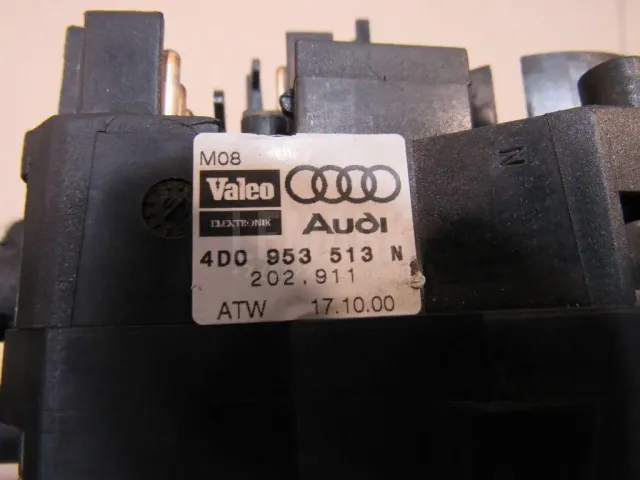 M08
Valeo
ELEKTRONIK
Audi
4D0 953 513 N
202.911
ATW 17.10.00
N